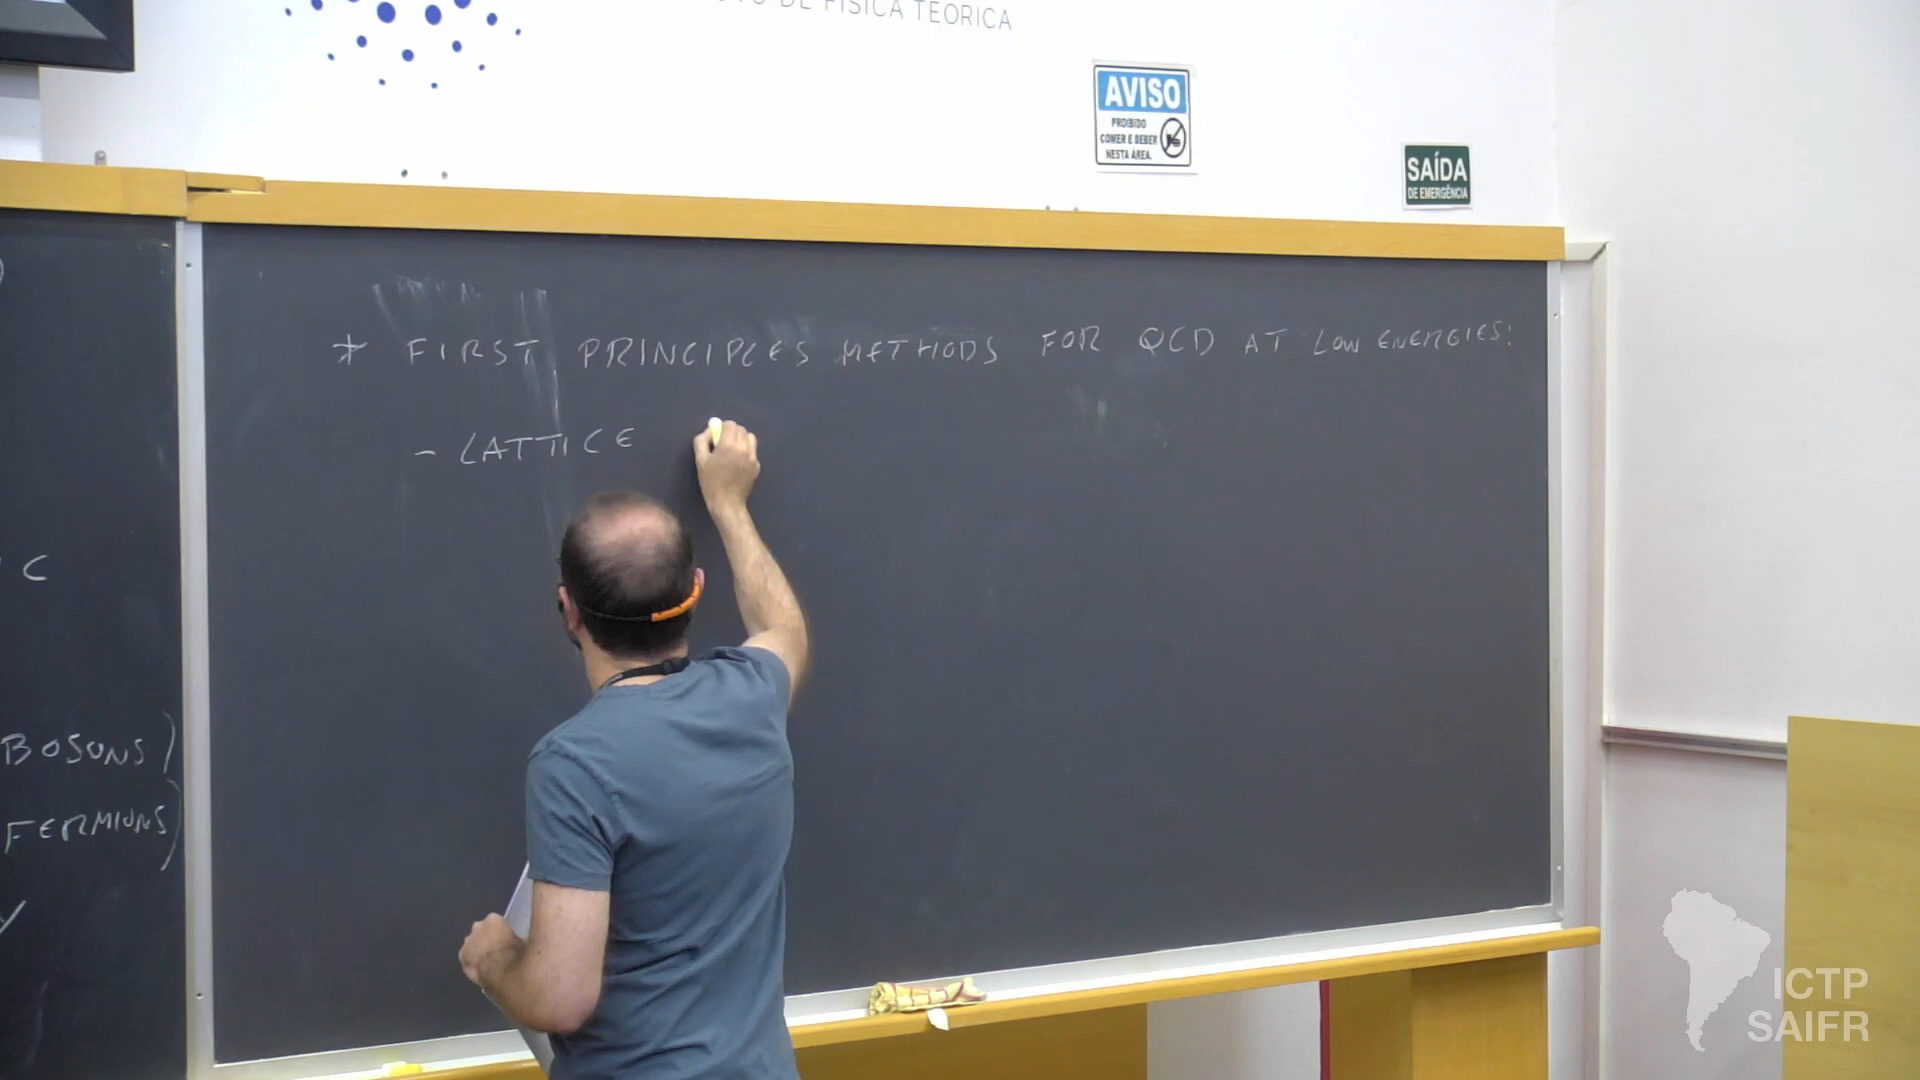 DE FÍSICA TEÓRICA
AVISO
PROIBIDO
COMER E BEBER
NESTA ÁREA.
SAÍDA
DE EMERGÊNCIA
* FIRST PRINCIPLES METHODS FOR QCD AT LOW ENERGIES:
- LATTICE
C
BOSONS)
FERMIONS)
ICTP
SAIFR